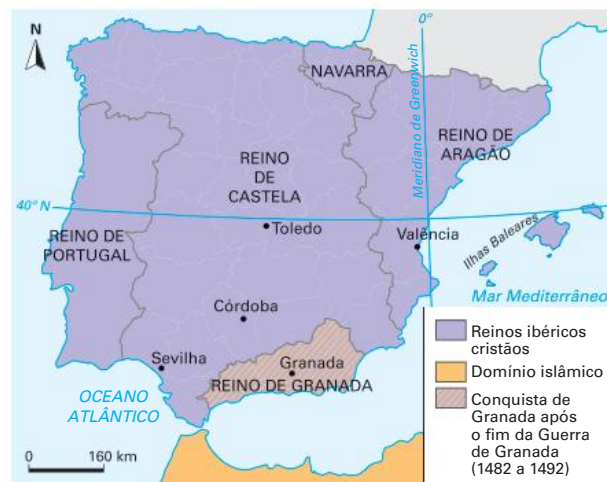 N
0°
Meridiano de Greenwich
NAVARRA
REINO DE
ARAGÃO
REINO
DE
CASTELA
40° N
Toledo
REINO DE
PORTUGAL
Valência
Ilhas Baleares
Mar Mediterrâneo
Córdoba
Sevilha
Granada
REINO DE GRANADA
OCEANO
ATLÂNTICO
0 160 km
Reinos ibéricos
cristãos
Domínio islâmico
Conquista de
Granada após
o fim da Guerra
de Granada
(1482 a 1492)